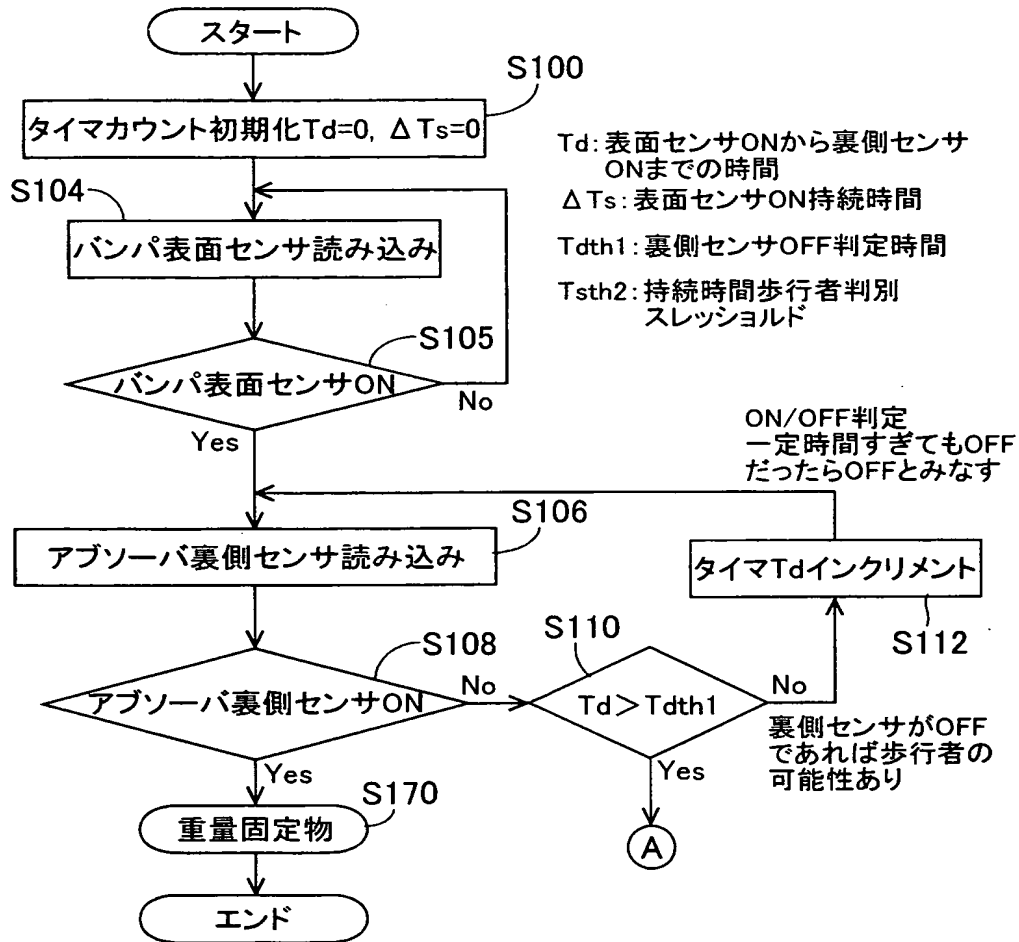 スタート
S100
タイマカウント初期化Td=0, ΔTs=0
Td:表面センサONから裏側センサ
ONまでの時間
ΔTs:表面センサON持続時間
Tdth1:裏側センサOFF判定時間
Tsth2:持続時間歩行者判別
スレッショルド
S104
バンパ表面センサ読み込み
S105
バンパ表面センサON
No
Yes
ON/OFF判定
一定時間すぎてもOFF
だったらOFFとみなす
S106
アブソーバ裏側センサ読み込み
タイマTdインクリメント
S112
S108
アブソーバ裏側センサON
No
S110
Td>Tdth1
No
裏側センサがOFF
であれば歩行者の
可能性あり
Yes
Yes
S170
重量固定物
A
エンド